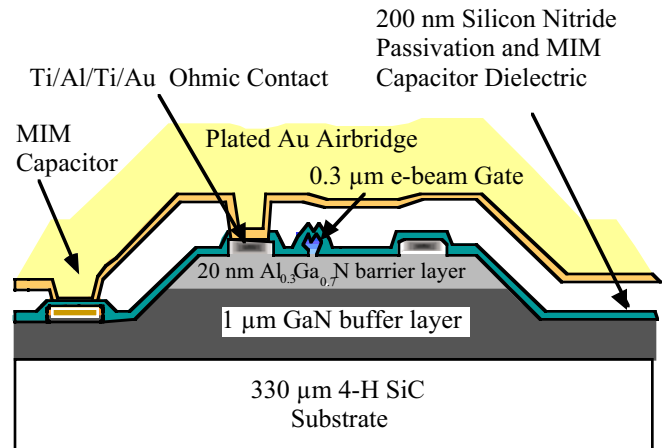 200 nm Silicon Nitride
Passivation and MIM
Capacitor Dielectric
Ti/Al/Ti/Au Ohmic Contact
MIM
Capacitor
Plated Au Airbridge
0.3 µm e-beam Gate
20 nm Al0.3Ga0.7N barrier layer
1 µm GaN buffer layer
330 µm 4-H SiC
Substrate